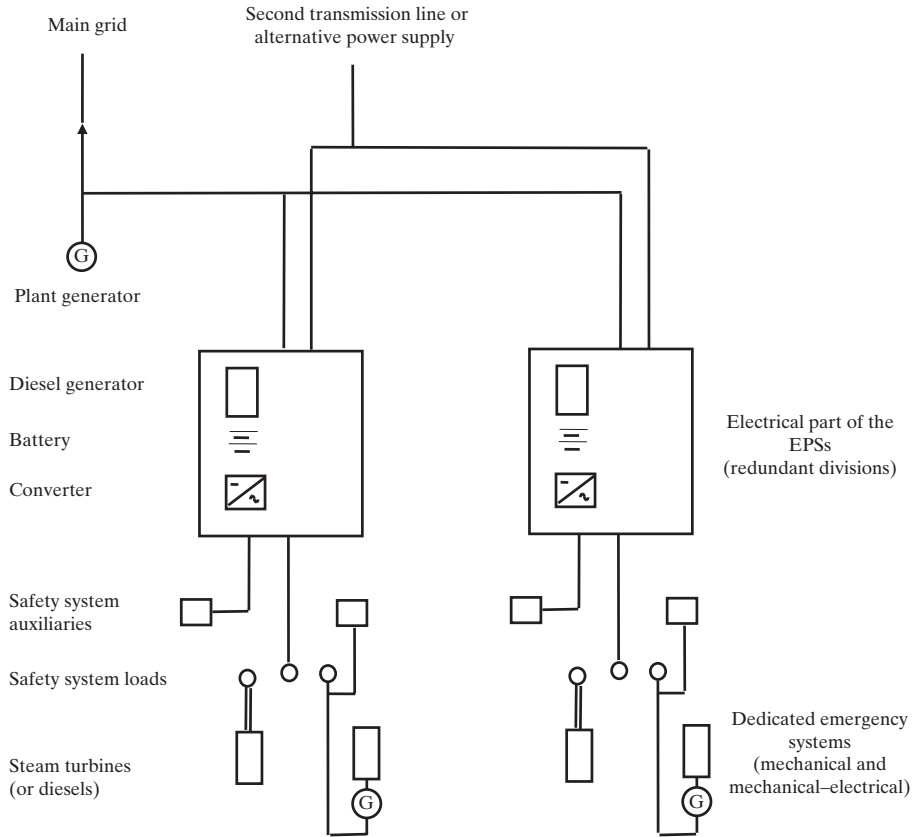 Main grid
Second transmission line or
alternative power supply
G
Plant generator
Diesel generator
Battery
Converter
Electrical part of the
EPSs
(redundant divisions)
Safety system
auxiliaries
Safety system loads
Steam turbines
(or diesels)
G
G
Dedicated emergency
systems
(mechanical and
mechanical–electrical)